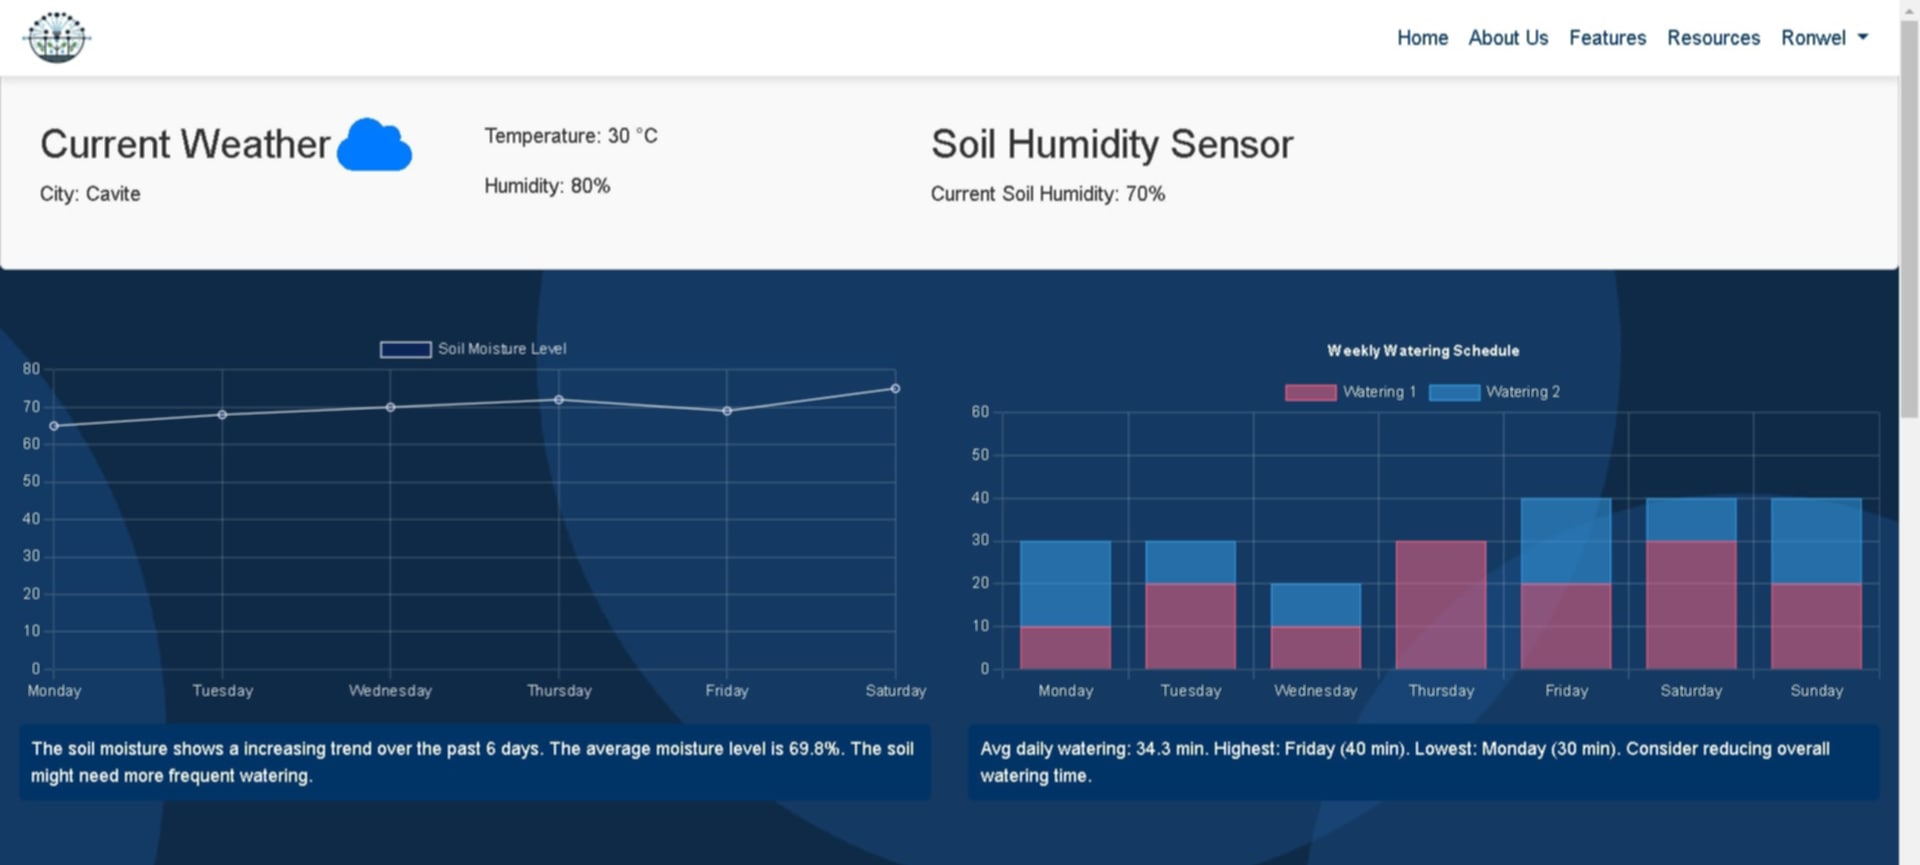 Home About Us Features Resources Ronwel
Current Weather
City: Cavite
Temperature: 30 °C
Humidity: 80%
Soil Humidity Sensor
Current Soil Humidity: 70%
Soil Moisture Level
80
70
60
50
40
30
20
10
0
Monday Tuesday Wednesday Thursday Friday Saturday
The soil moisture shows a increasing trend over the past 6 days. The average moisture level is 69.8%. The soil
might need more frequent watering.
Weekly Watering Schedule
Watering 1 Watering 2
60
50
40
30
20
10
0
Monday Tuesday Wednesday Thursday Friday Saturday Sunday
Avg daily watering: 34.3 min. Highest: Friday (40 min). Lowest: Monday (30 min). Consider reducing overall
watering time.